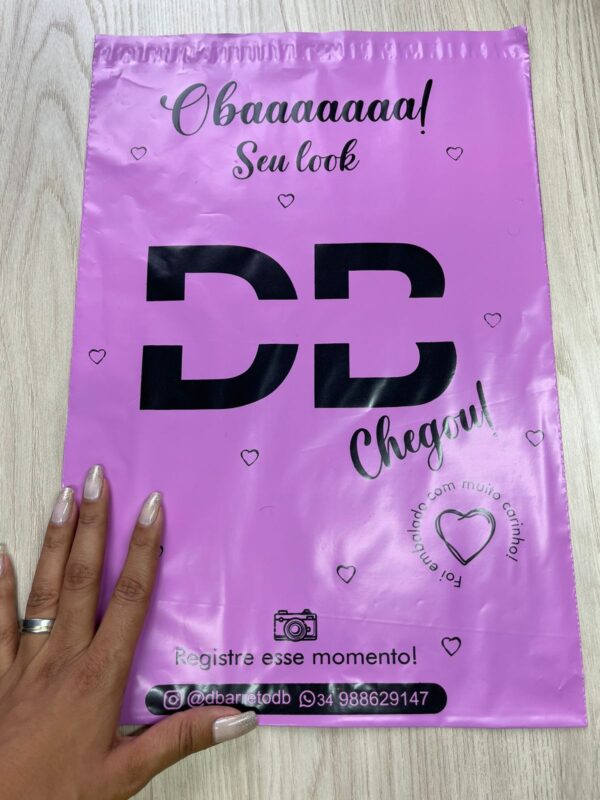 Obaaaaaaa!
Seu look
DB
Chegou!
Foi embalado com muito carinho!
Registre esse momento!
@dbarretodb 34 988629147